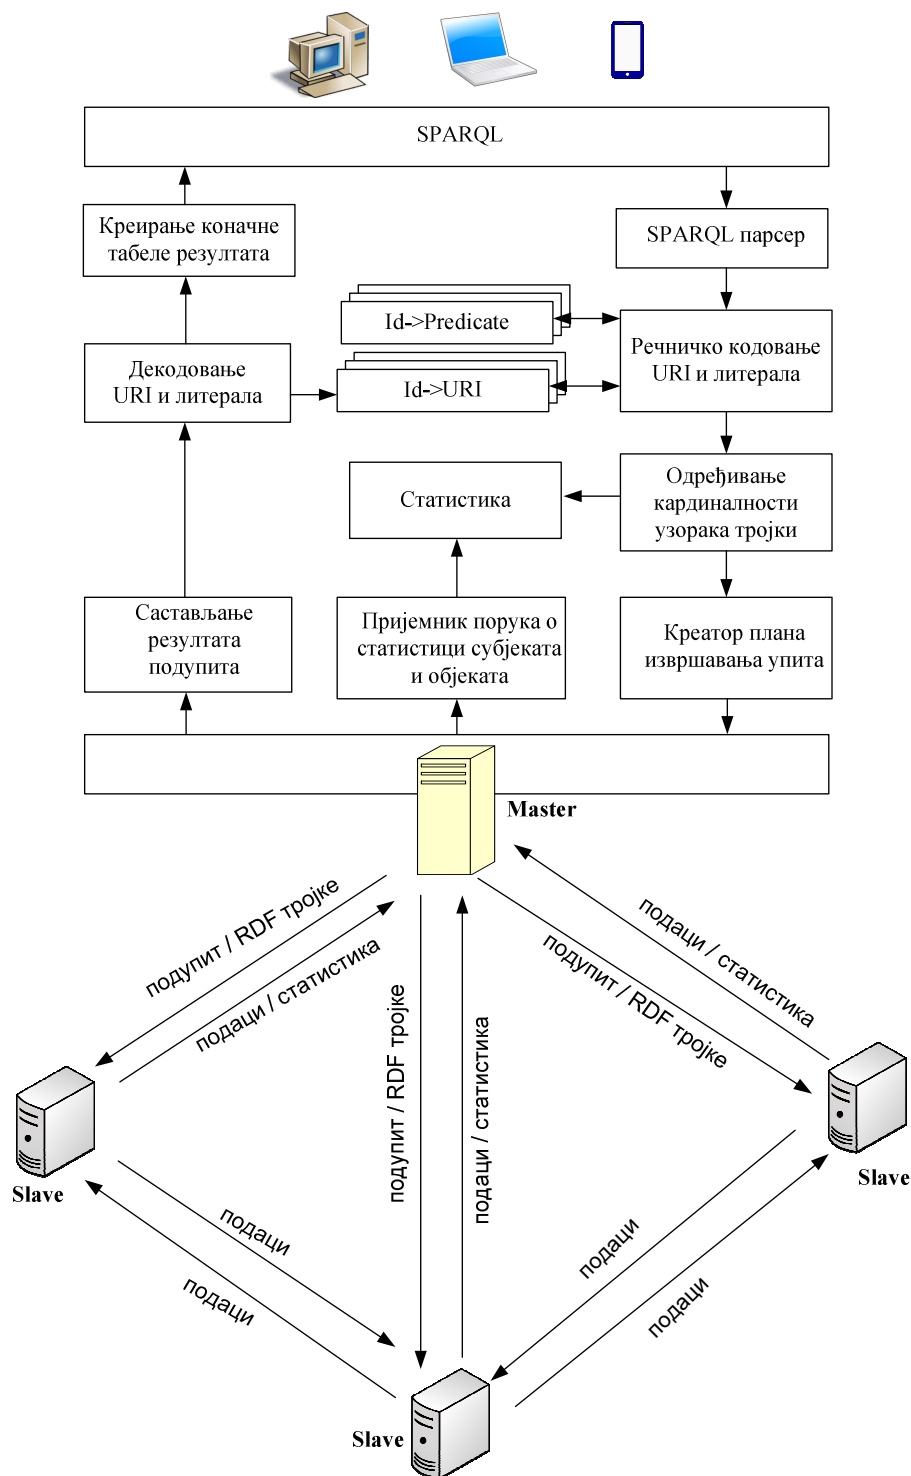 SPARQL
Креирање коначне
табеле резултата
SPARQL парсер
Id->Predicate
Речничко кодовање
URI и литерала
Декодовање
URI и литерала
Id->URI
Статистика
Одређивање
кардиналности
узорака тројки
Састављање
резултата
подупита
Пријемник порука о
статистици субјеката
и објеката
Креатор плана
извршавања упита
Master
подупит / RDF тројке
подаци / статистика
подупит / RDF тројке
подаци / статистика
подупит / RDF тројке
подаци / статистика
Slave
Slave
подаци
подаци
подаци
подаци
Slave